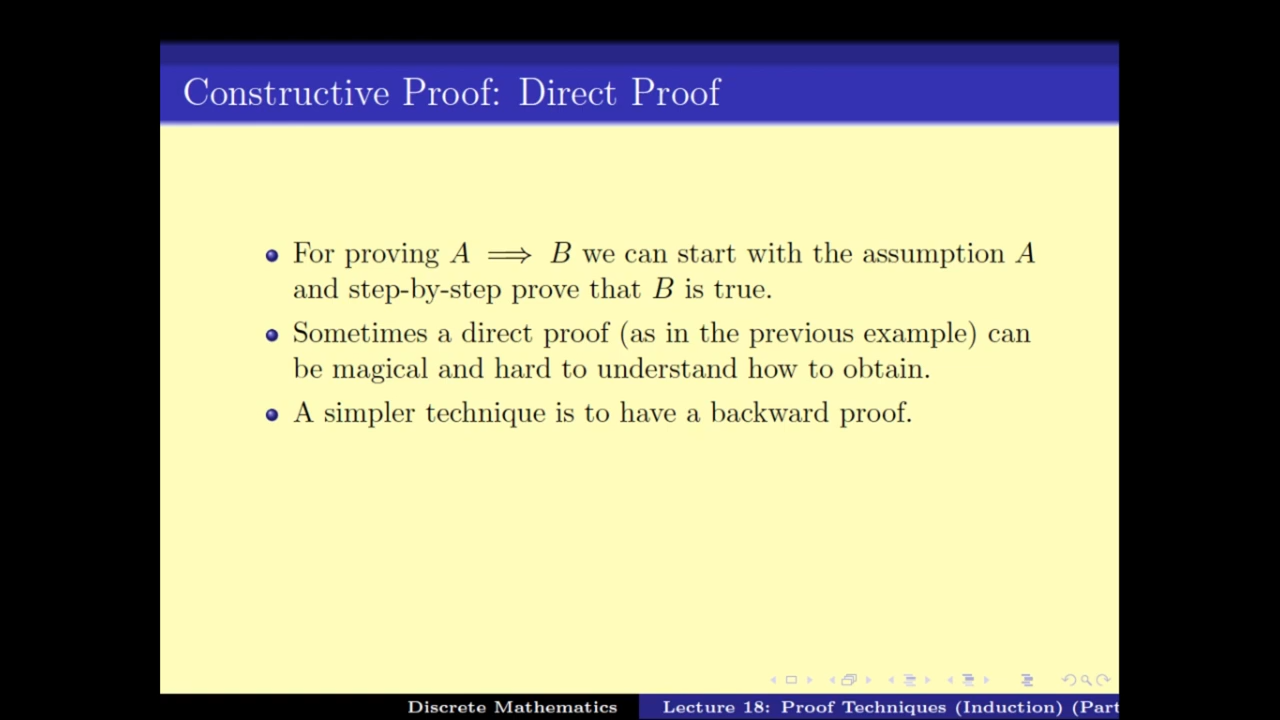 Constructive Proof: Direct Proof
For proving A ⟹ B we can start with the assumption A
and step-by-step prove that B is true.
Sometimes a direct proof (as in the previous example) can
be magical and hard to understand how to obtain.
A simpler technique is to have a backward proof.
Discrete Mathematics
Lecture 18: Proof Techniques (Induction) (Part